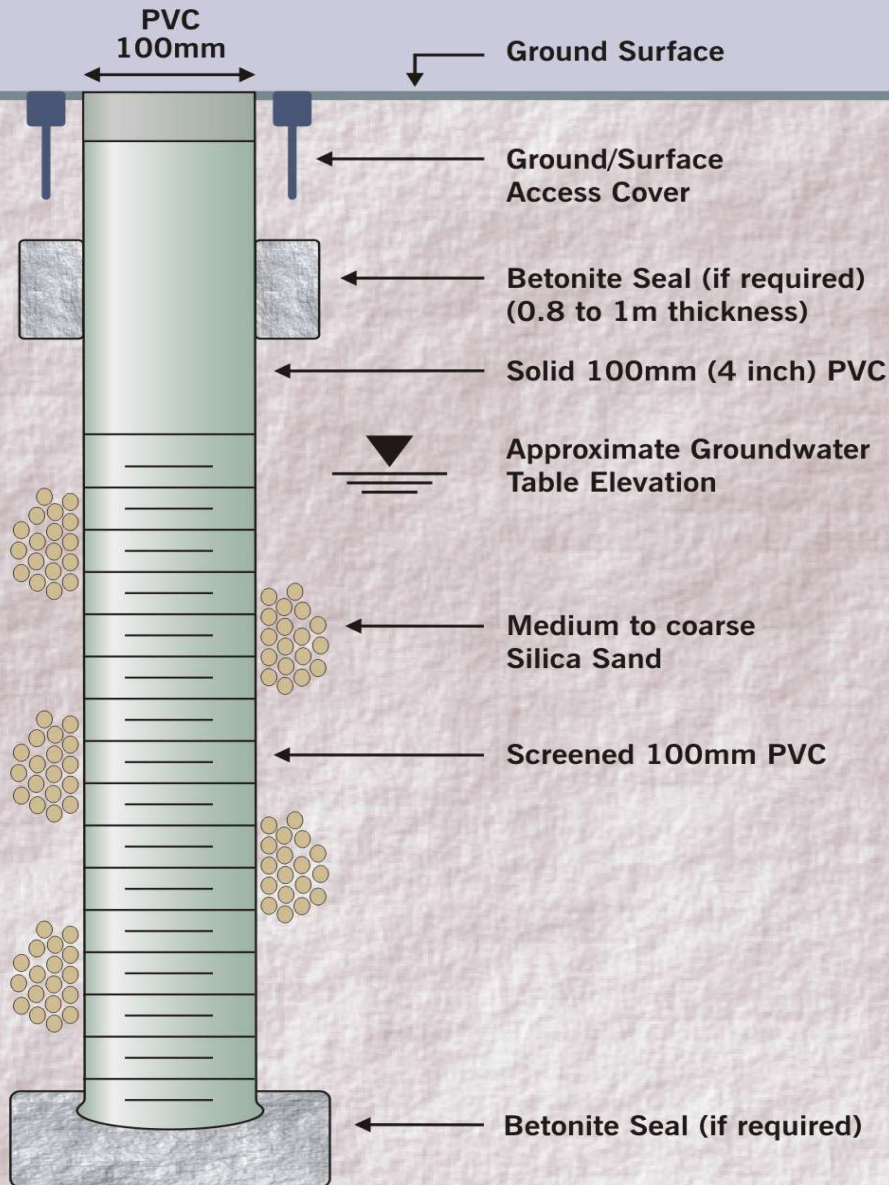 PVC
100mm
Ground Surface
Ground/Surface
Access Cover
Betonite Seal (if required)
(0.8 to 1m thickness)
Solid 100mm (4 inch) PVC
Approximate Groundwater
Table Elevation
Medium to coarse
Silica Sand
Screened 100mm PVC
Betonite Seal (if required)